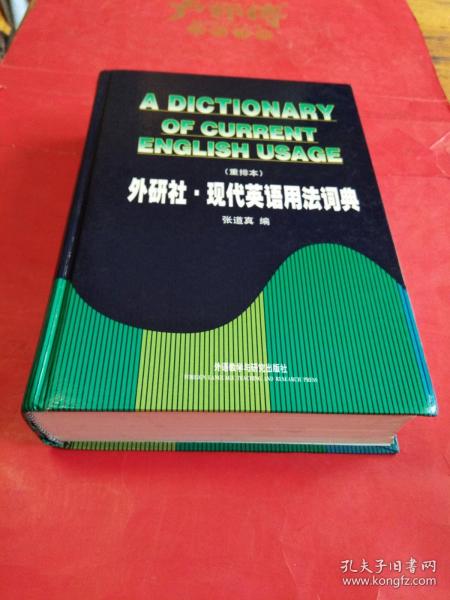 A DICTIONARY
OF CURRENT
ENGLISH USAGE
(重排本)
外研社·现代英语用法词典
张道真 编
外语教学与研究出版社
FOREIGN LANGUAGE TEACHING AND RESEARCH PRESS
孔夫子旧书网
www.kongfz.com